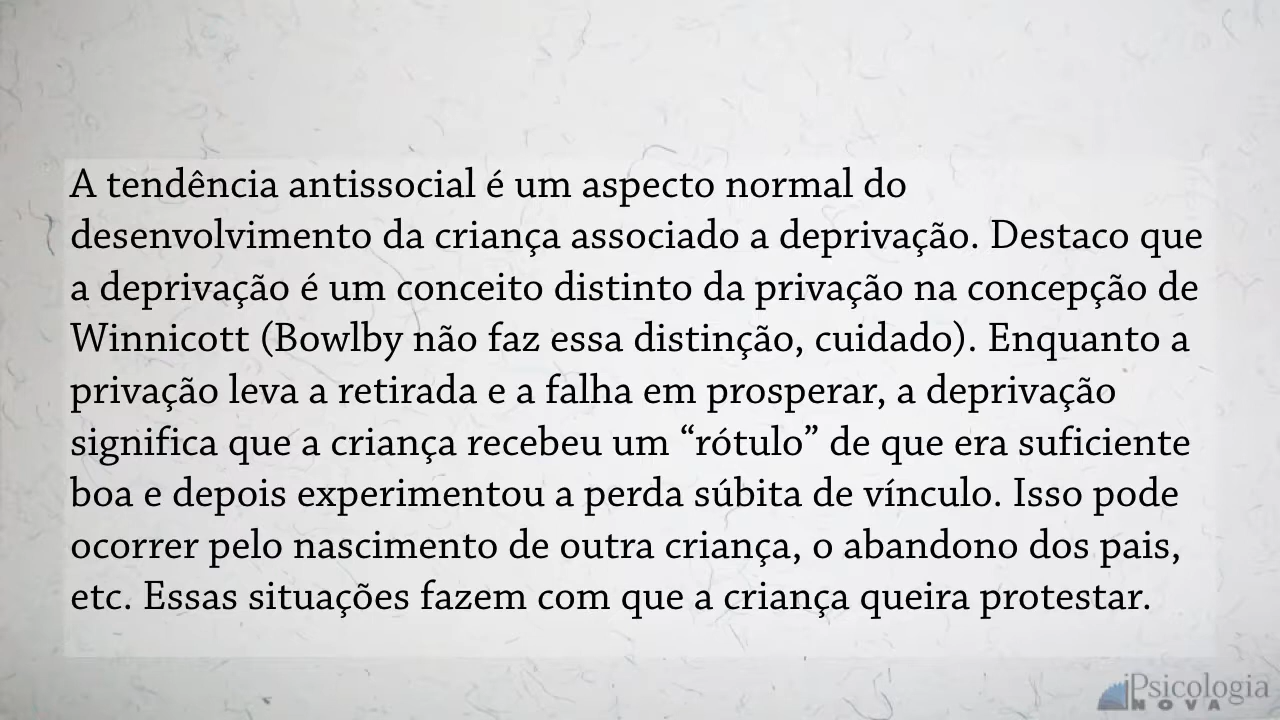 A tendência antissocial é um aspecto normal do
desenvolvimento da criança associado a deprivação. Destaco que
a deprivação é um conceito distinto da privação na concepção de
Winnicott (Bowlby não faz essa distinção, cuidado). Enquanto a
privação leva a retirada e a falha em prosperar, a deprivação
significa que a criança recebeu um “rótulo” de que era suficiente
boa e depois experimentou a perda súbita de vínculo. Isso pode
ocorrer pelo nascimento de outra criança, o abandono dos pais,
etc. Essas situações fazem com que a criança queira protestar.
Psicologia
NOVA